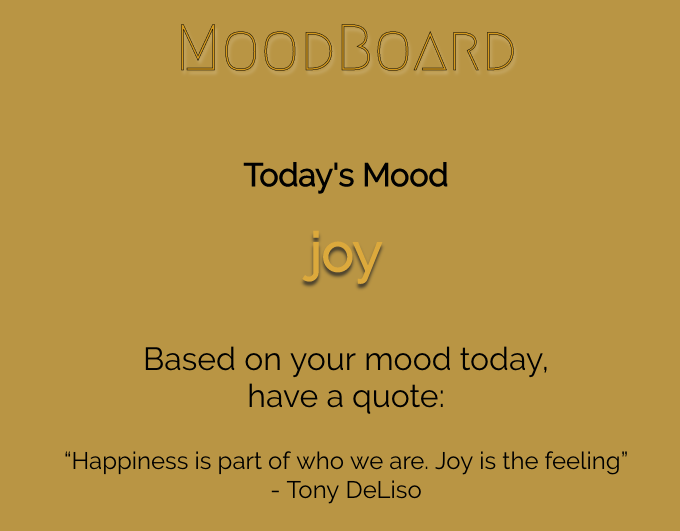 MoodBoard
Today's Mood
joy
Based on your mood today,
have a quote:
“Happiness is part of who we are. Joy is the feeling”
- Tony DeLiso